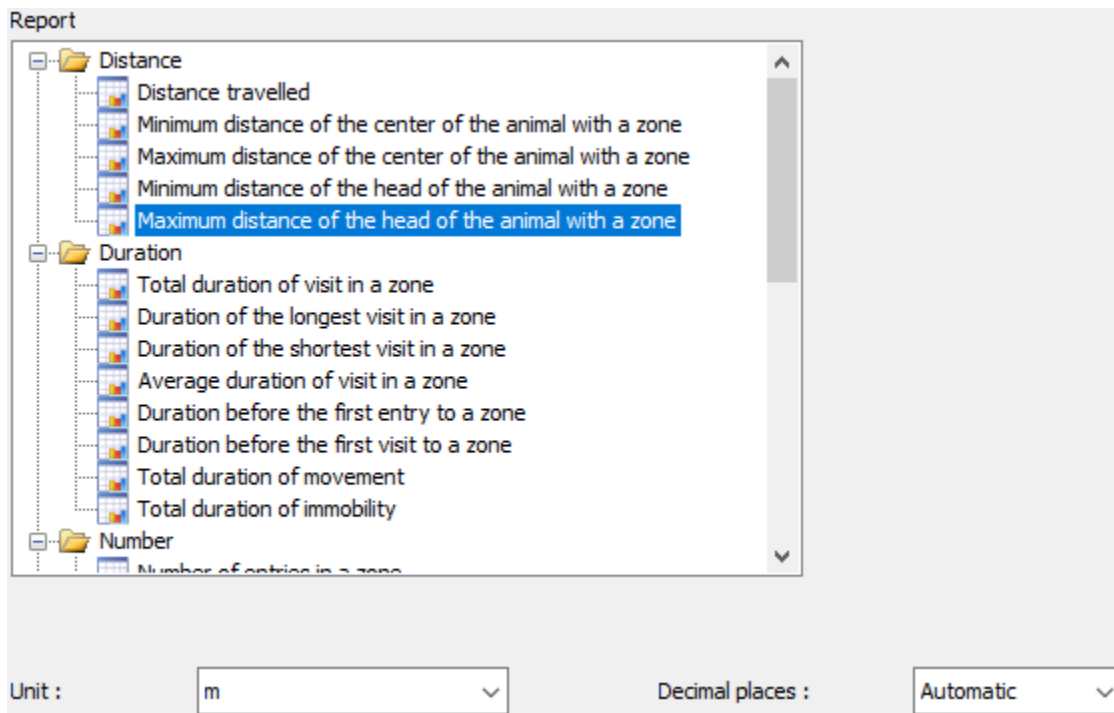 Report
Distance
Distance travelled
Minimum distance of the center of the animal with a zone
Maximum distance of the center of the animal with a zone
Minimum distance of the head of the animal with a zone
Maximum distance of the head of the animal with a zone
Duration
Total duration of visit in a zone
Duration of the longest visit in a zone
Duration of the shortest visit in a zone
Average duration of visit in a zone
Duration before the first entry to a zone
Duration before the first visit to a zone
Total duration of movement
Total duration of immobility
Number
Number of entries in a zone
Unit : m Decimal places : Automatic